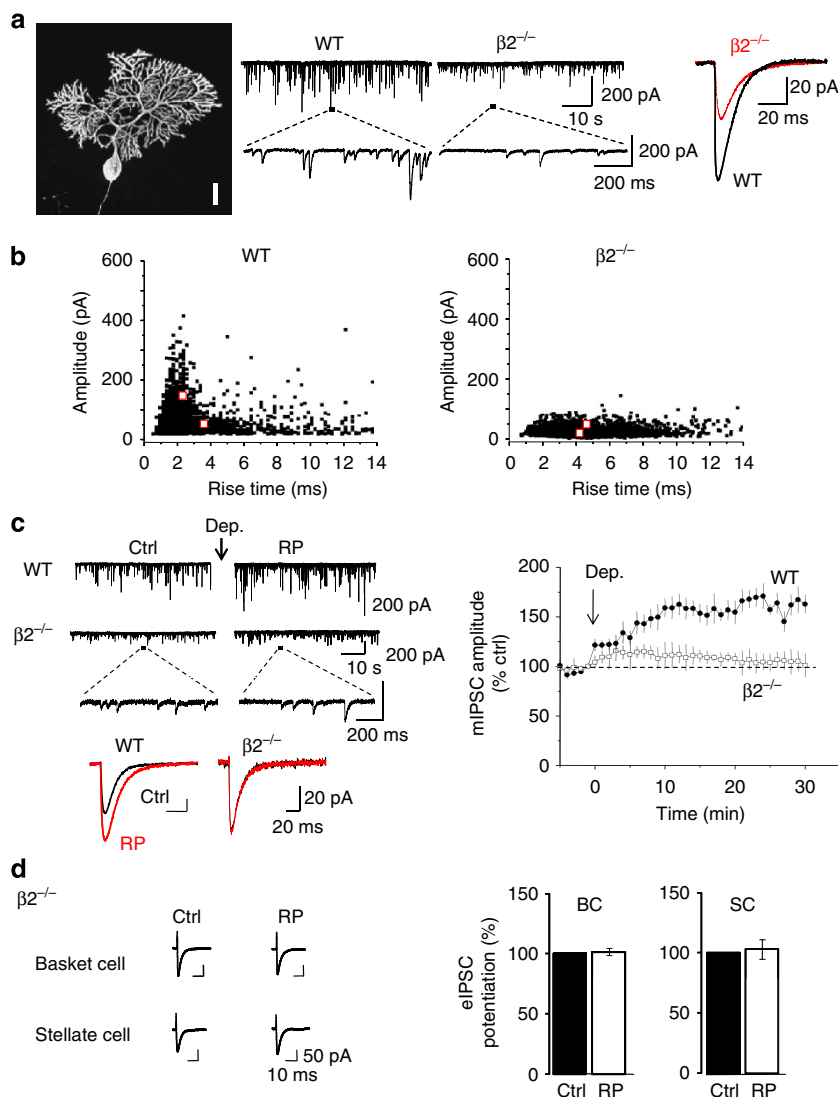 a
WT
β2⁻/⁻
200 pA
10 s
200 pA
200 ms
β2⁻/⁻
20 pA
20 ms
WT
b
WT
β2⁻/⁻
Amplitude (pA)
600
400
200
0
0 2 4 6 8 10 12 14
Rise time (ms)
Amplitude (pA)
600
400
200
0
0 2 4 6 8 10 12 14
Rise time (ms)
c
Dep.
Ctrl
RP
WT
200 pA
β2⁻/⁻
200 pA
10 s
200 ms
WT
β2⁻/⁻
Ctrl
RP
20 pA
20 ms
mIPSC amplitude
(% ctrl)
200
150
100
50
0
Dep.
WT
β2⁻/⁻
0 10 20 30
Time (min)
d
β2⁻/⁻
Ctrl
RP
Basket cell
Stellate cell
50 pA
10 ms
eIPSC
potentiation (%)
150
100
50
0
BC
Ctrl RP
150
100
50
0
SC
Ctrl RP